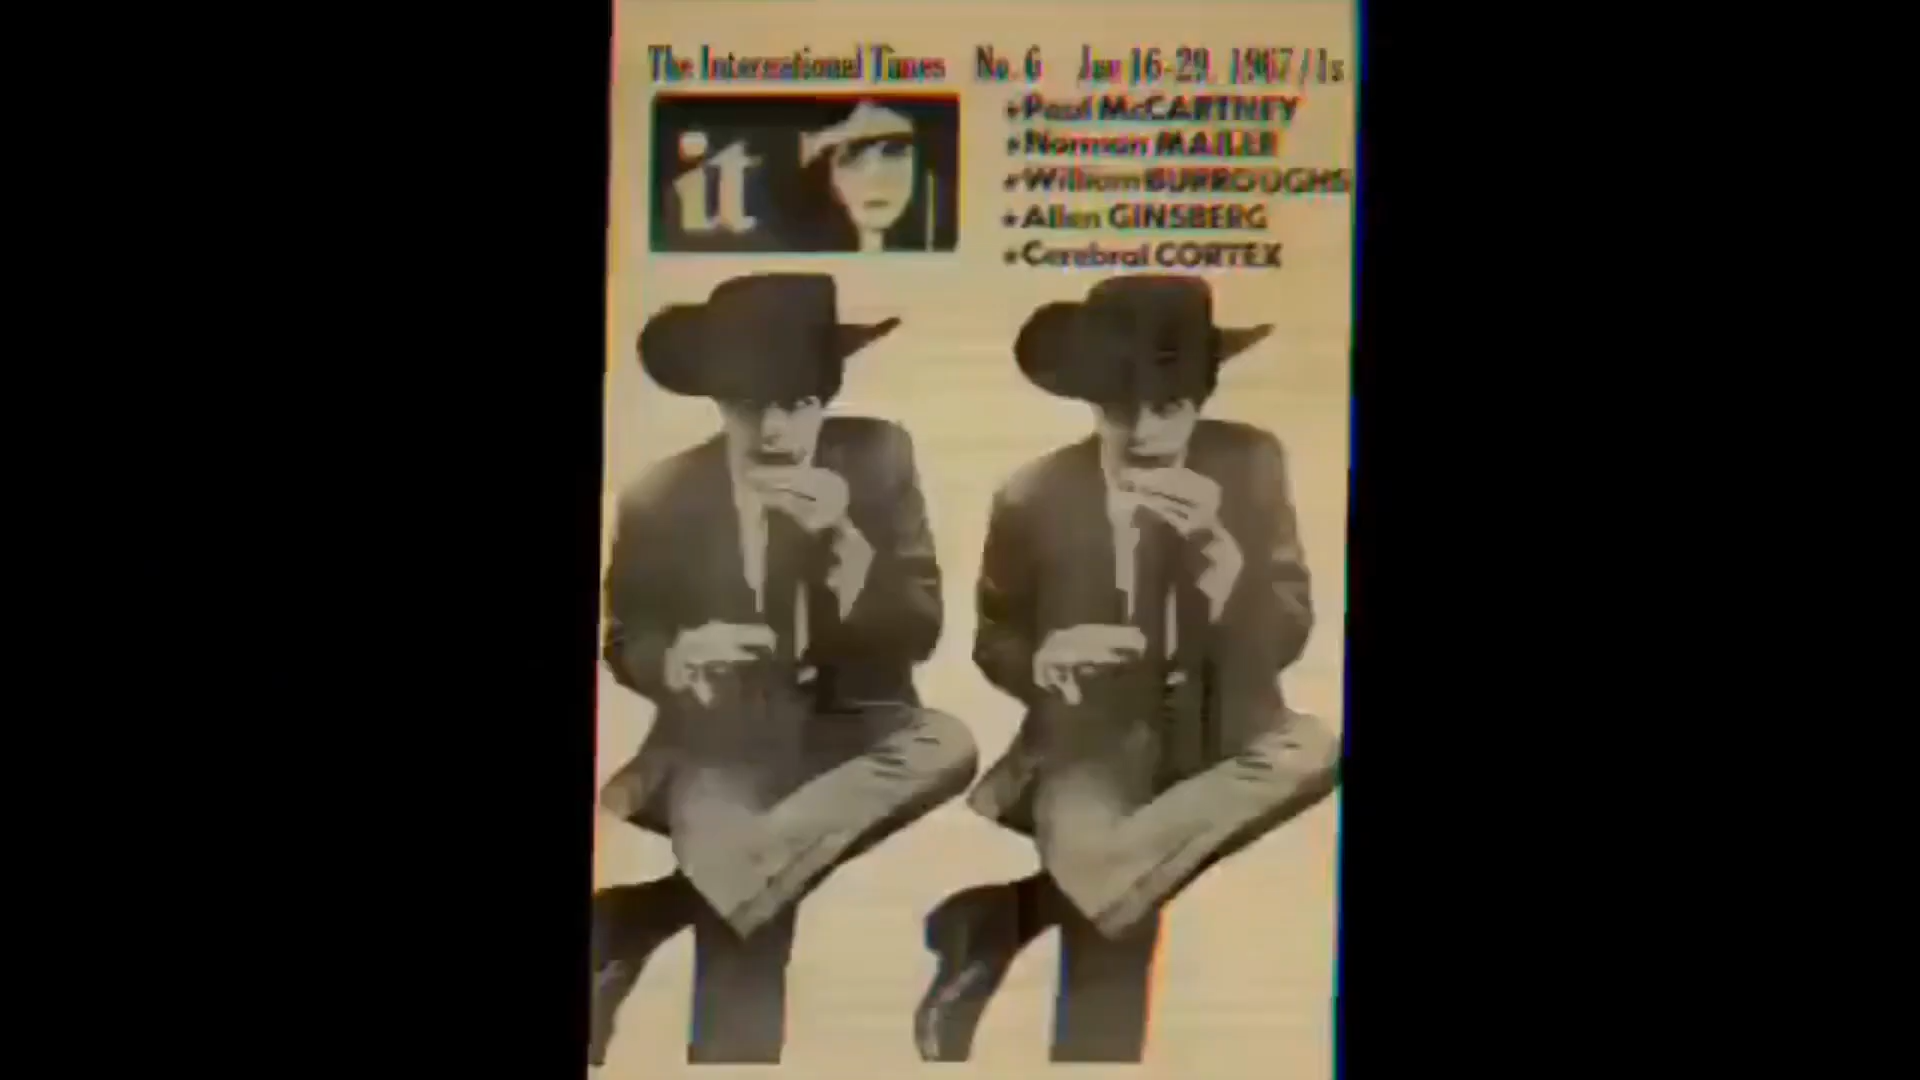 The International Times No. 6 Jan 16-29, 1967/1s
it
★Paul McCARTNEY
★Norman MAILER
★William BURROUGHS
★Allen GINSBERG
★Cerebral CORTEX